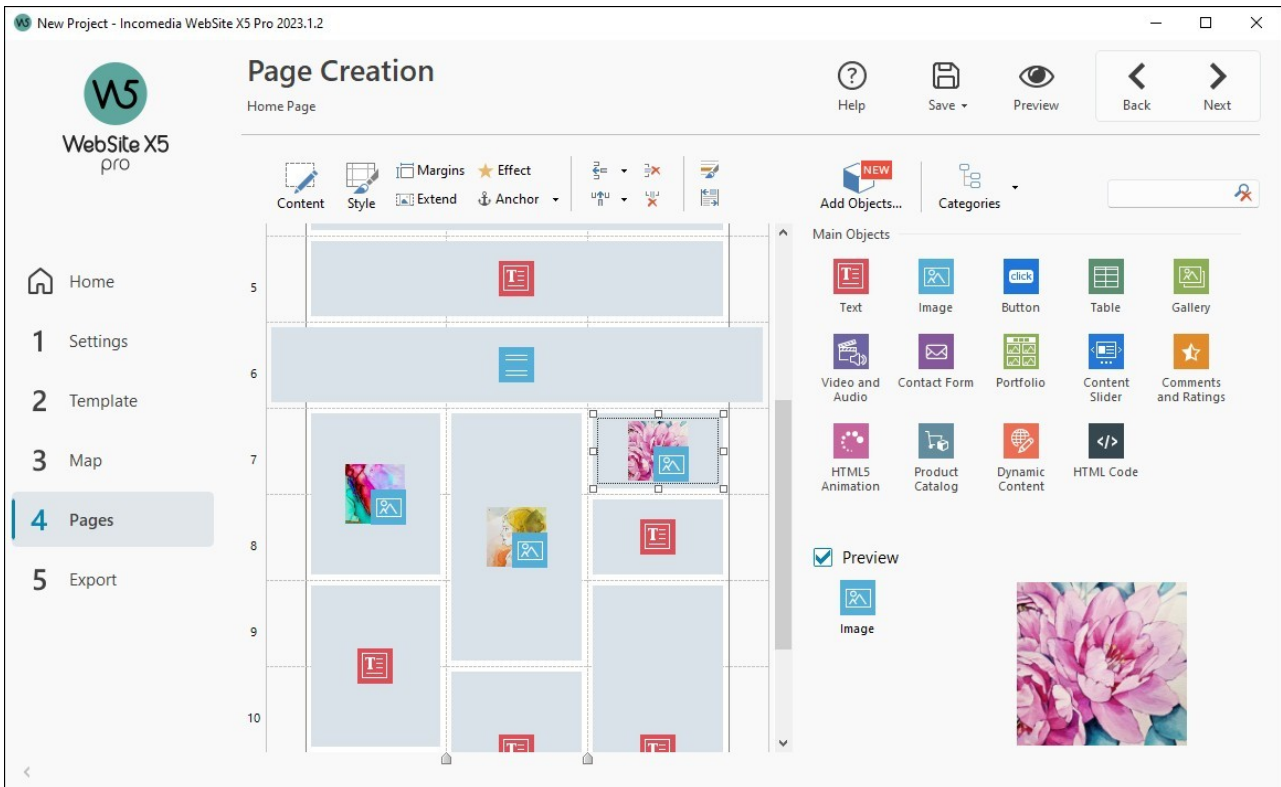 New Project - Incomedia WebSite X5 Pro 2023.1.2
W5
WebSite X5
pro
Page Creation
Home Page
Help
Save
Preview
Back
Next
Content
Style
Margins
Extend
Effect
Anchor
NEW
Add Objects...
Categories
Home
1 Settings
2 Template
3 Map
4 Pages
5 Export
5
6
7
8
9
10
Main Objects
Text
Image
click
Button
Table
Gallery
Video and
Audio
Contact Form
Portfolio
Content
Slider
Comments
and Ratings
HTML5
Animation
Product
Catalog
Dynamic
Content
</>
HTML Code
Preview
Image